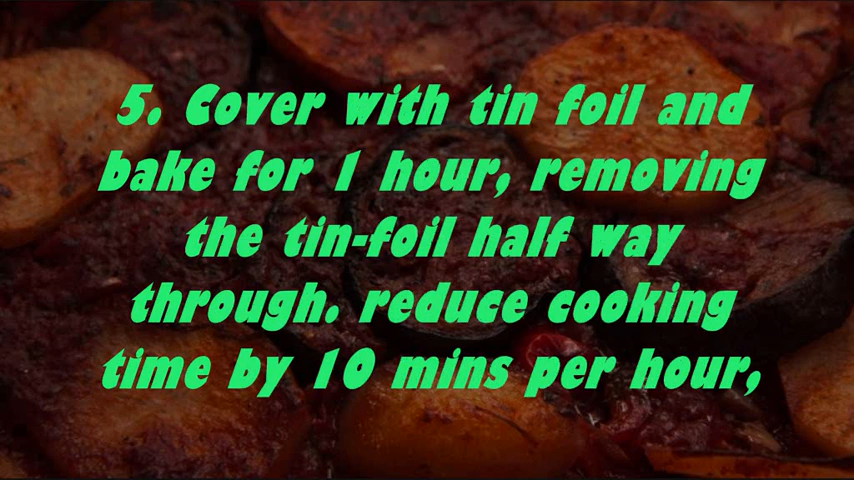 5. Cover with tin foil and
bake for 1 hour, removing
the tin-foil half way
through. reduce cooking
time by 10 mins per hour,